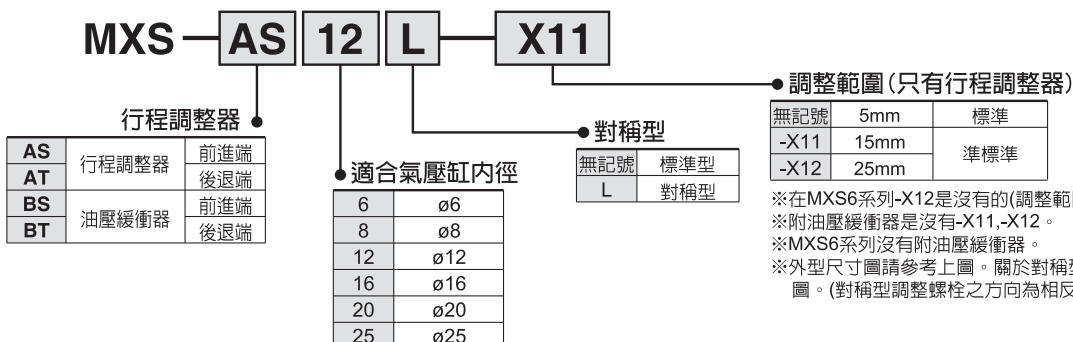 MXS — AS 12 L — X11
行程調整器
AS 行程調整器 前進端
AT 後退端
BS 油壓緩衝器 前進端
BT 後退端
適合氣壓缸内徑
6 ø6
8 ø8
12 ø12
16 ø16
20 ø20
25 ø25
對稱型
無記號 標準型
L 對稱型
調整範圍(只有行程調整器)
無記號 5mm 標準
-X11 15mm 準標準
-X12 25mm
※在MXS6系列-X12是沒有的(調整範
※附油壓緩衝器是沒有-X11,-X12。
※MXS6系列沒有附油壓緩衝器。
※外型尺寸圖請參考上圖。關於對稱
圖。(對稱型調整螺栓之方向為相反